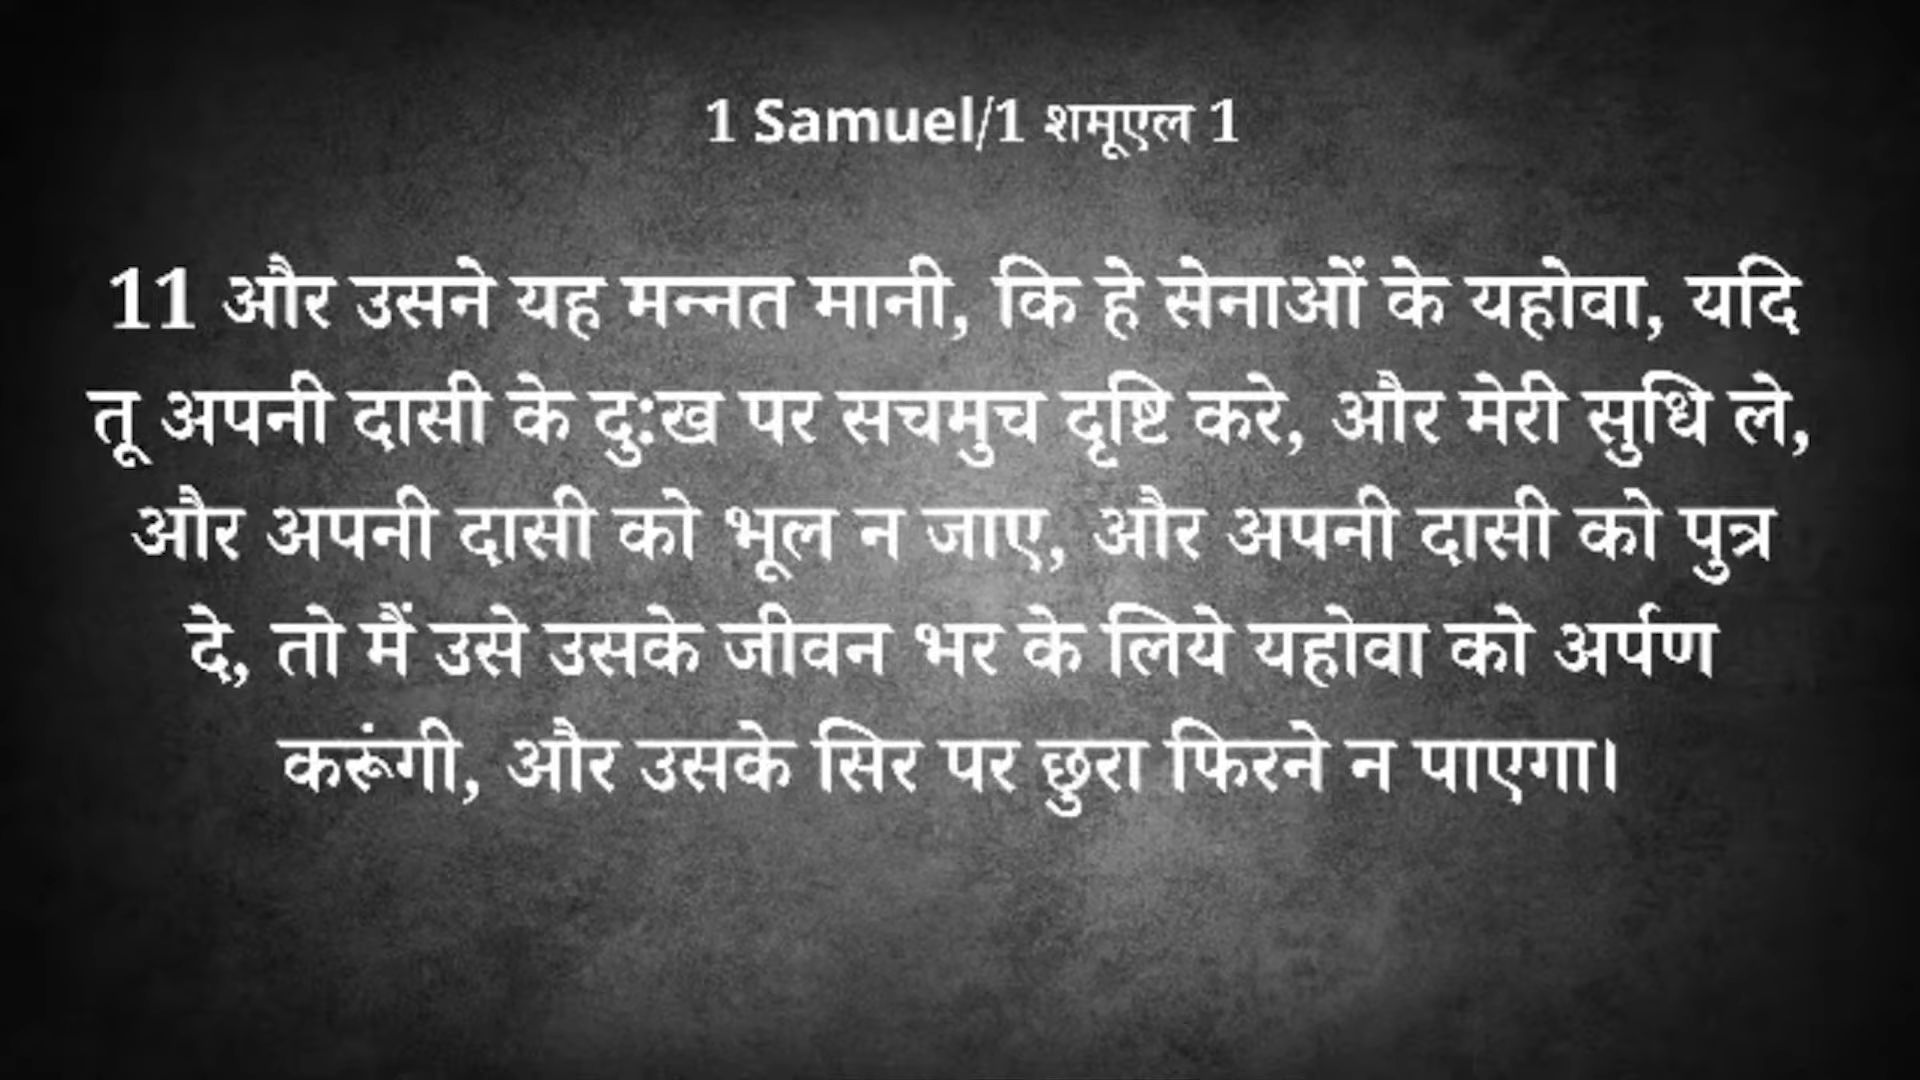 1 Samuel/1 शमूएल 1
11 और उसने यह मन्नत मानी, कि हे सेनाओं के यहोवा, यदि
तू अपनी दासी के दु:ख पर सचमुच दृष्टि करे, और मेरी सुधि ले,
और अपनी दासी को भूल न जाए, और अपनी दासी को पुत्र
दे, तो मैं उसे उसके जीवन भर के लिये यहोवा को अर्पण
करूंगी, और उसके सिर पर छुरा फिरने न पाएगा।